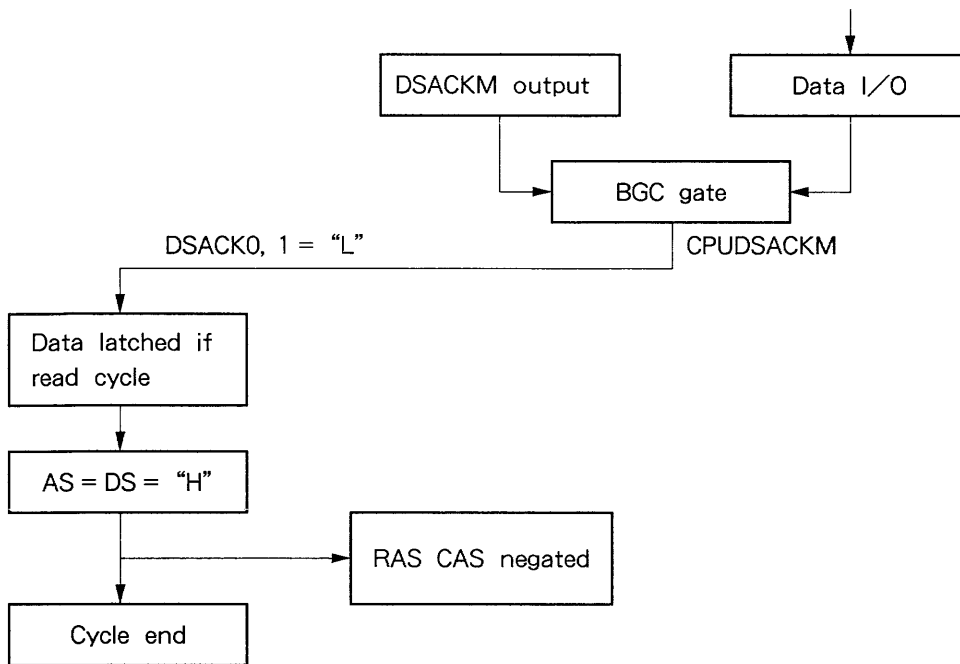 DSACKM output
Data I/O
BGC gate
DSACK0, 1 = “L”
CPUDSACKM
Data latched if
read cycle
AS = DS = “H”
RAS CAS negated
Cycle end